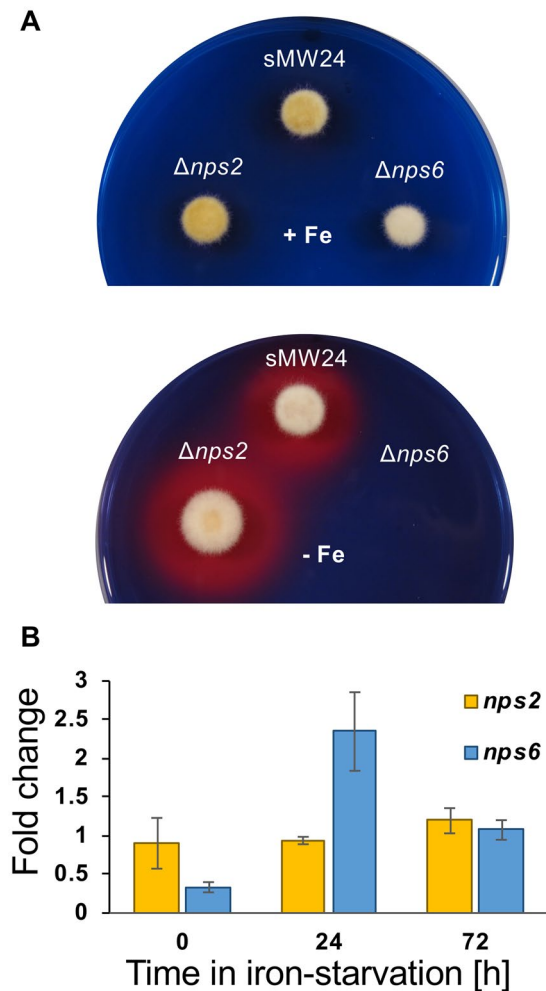 A
sMW24
Δnps2
Δnps6
+ Fe
sMW24
Δnps2
Δnps6
- Fe
B
Fold change
3
2.5
2
1.5
1
0.5
0
nps2
nps6
0 24 72
Time in iron-starvation [h]